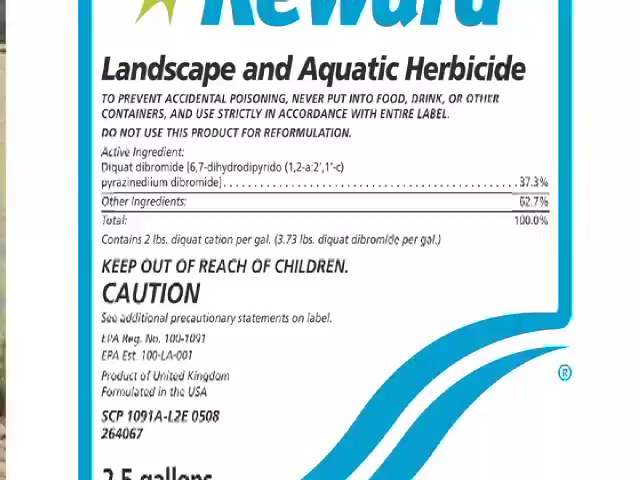 Reward
Landscape and Aquatic Herbicide
TO PREVENT ACCIDENTAL POISONING, NEVER PUT INTO FOOD, DRINK, OR OTHER
CONTAINERS, AND USE STRICTLY IN ACCORDANCE WITH ENTIRE LABEL.
DO NOT USE THIS PRODUCT FOR REFORMULATION.
Active Ingredient:
Diquat dibromide [6,7-dihydrodipyrido (1,2-a:2',1'-c)
pyrazinediium dibromide]. . . . . . . . . . . . . . . . . . . . . . . . . . . . . . . . . . . . . . . . . . . . . . . . . . 37.3%
Other Ingredients: 62.7%
Total: 100.0%
Contains 2 lbs. diquat cation per gal. (3.73 lbs. diquat dibromide per gal.)
KEEP OUT OF REACH OF CHILDREN.
CAUTION
See additional precautionary statements on label.
EPA Reg. No. 100-1091
EPA Est. 100-LA-001
Product of United Kingdom
Formulated in the USA
®
SCP 1091A-L2E 0508
264067
2.5 gallons